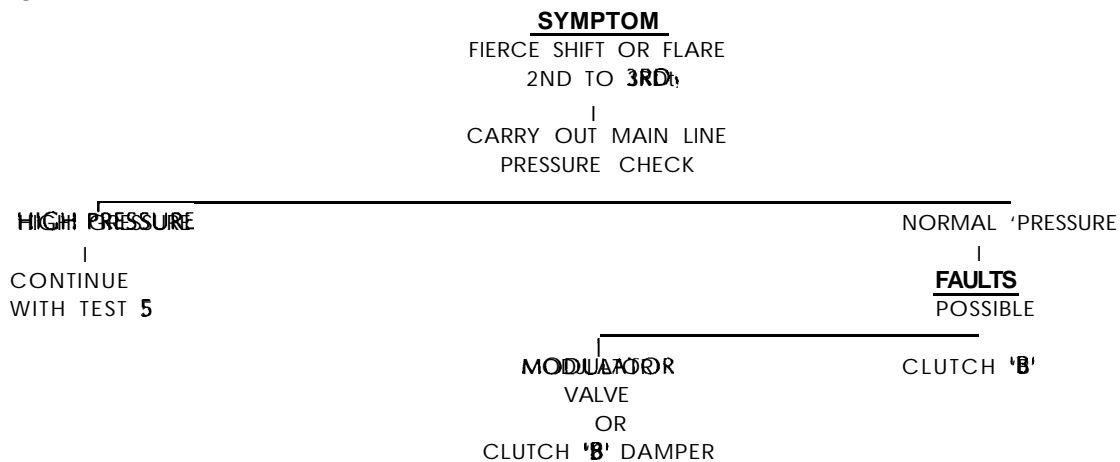 SYMPTOM
FIERCE SHIFT OR FLARE
2ND TO 3RD
CARRY OUT MAIN LINE
PRESSURE CHECK
HIGH PRESSURE
NORMAL 'PRESSURE
CONTINUE
WITH TEST 5
FAULTS
POSSIBLE
MODULATOR
VALVE
OR
CLUTCH 'B' DAMPER
CLUTCH 'B'